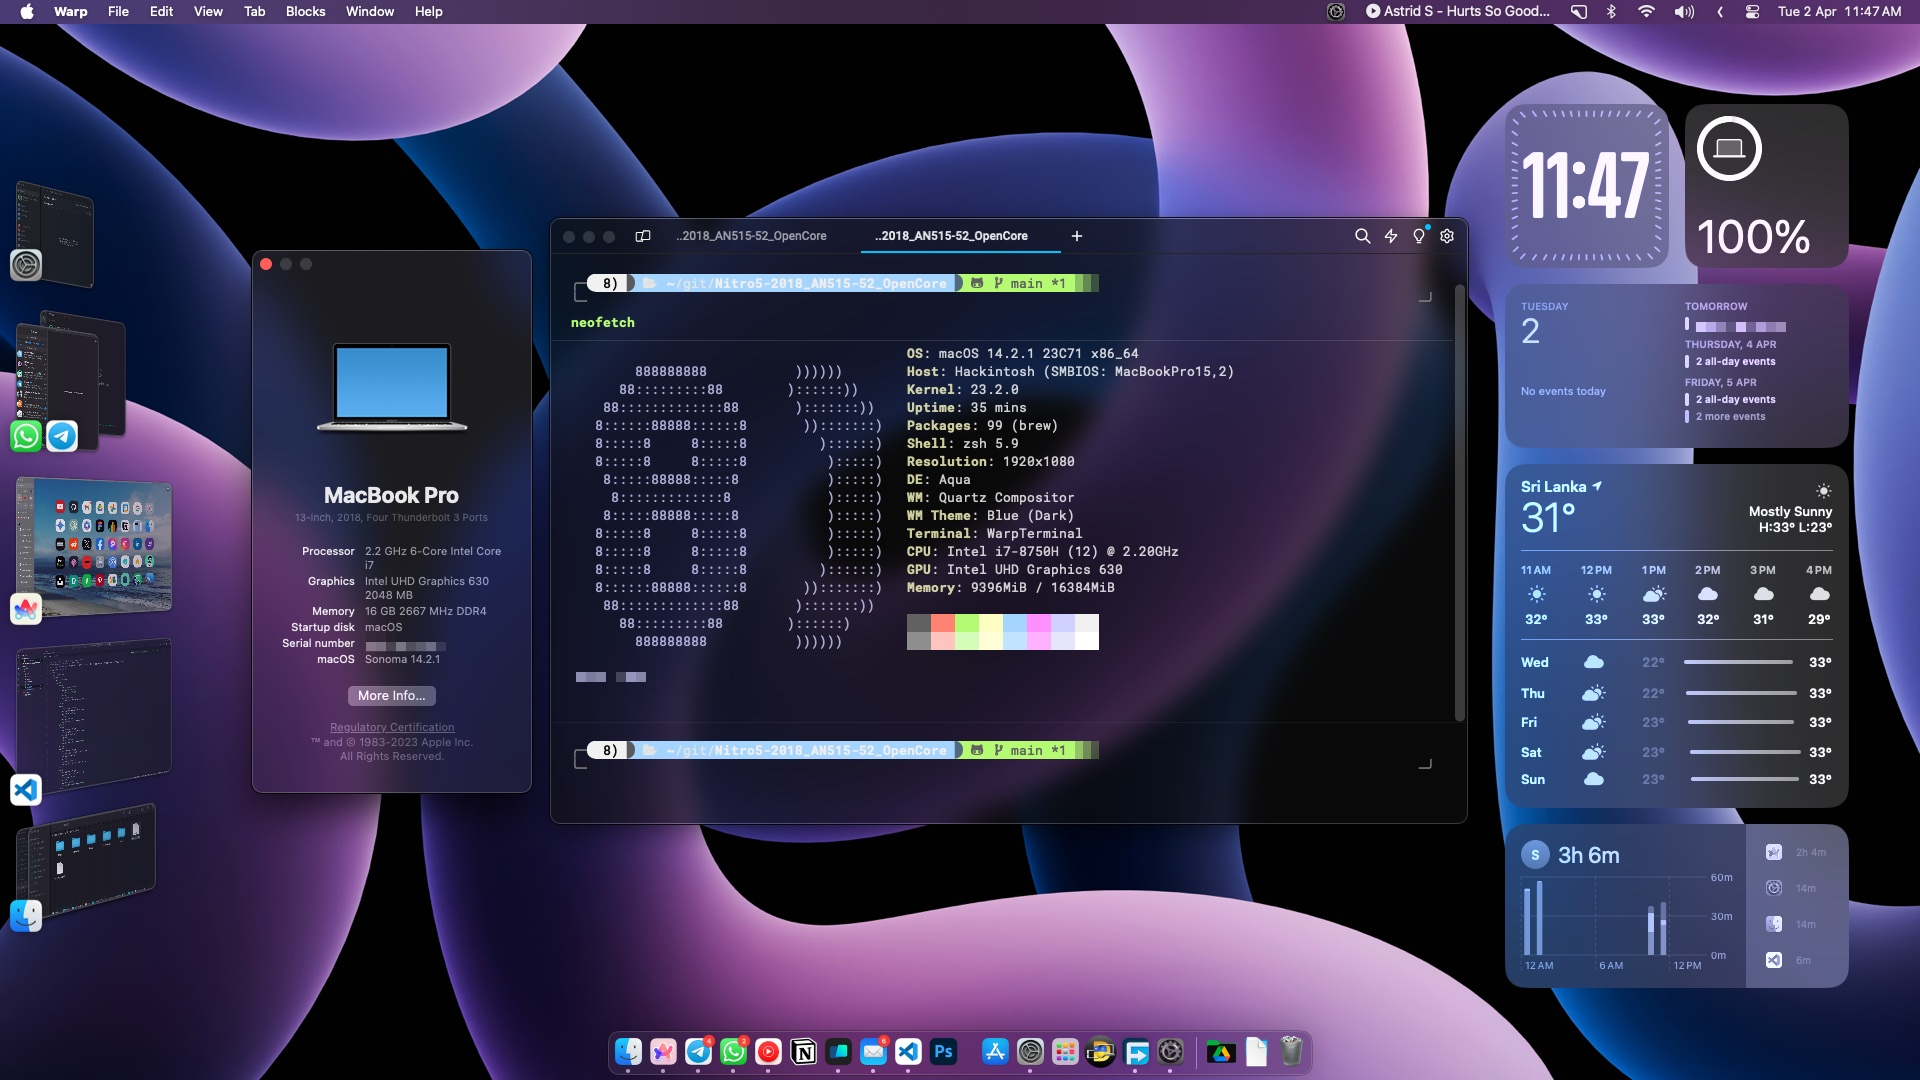 Warp File Edit View Tab Blocks Window Help
Astrid S - Hurts So Good...
Tue 2 Apr 11:47 AM
MacBook Pro
13-inch, 2018, Four Thunderbolt 3 Ports
Processor 2.2 GHz 6-Core Intel Core i7
Graphics Intel UHD Graphics 630 2048 MB
Memory 16 GB 2667 MHz DDR4
Startup disk macOS
Serial number
macOS Sonoma 14.2.1
More Info...
Regulatory Certification
™ and © 1983-2023 Apple Inc.
All Rights Reserved.
..2018_AN515-52_OpenCore ..2018_AN515-52_OpenCore +
8) ~/git/Nitro5-2018_AN515-52_OpenCore main *1
neofetch
OS: macOS 14.2.1 23C71 x86_64
888888888 )))))) Host: Hackintosh (SMBIOS: MacBookPro15,2)
88:::::::::88 )::::::)) Kernel: 23.2.0
88:::::::::::::88 ):::::::)) Uptime: 35 mins
8::::::88888::::::8 )):::::::) Packages: 99 (brew)
8:::::8 8:::::8 )::::::) Shell: zsh 5.9
8:::::8 8:::::8 ):::::) Resolution: 1920x1080
8:::::88888:::::8 ):::::) DE: Aqua
8:::::::::::::8 ):::::) WM: Quartz Compositor
8:::::88888:::::8 ):::::) WM Theme: Blue (Dark)
8:::::8 8:::::8 ):::::) Terminal: WarpTerminal
8:::::8 8:::::8 ):::::) CPU: Intel i7-8750H (12) @ 2.20GHz
8:::::8 8:::::8 )::::::) GPU: Intel UHD Graphics 630
8::::::88888::::::8 )):::::::) Memory: 9396MiB / 16384MiB
88:::::::::::::88 ):::::::))
88:::::::::88 )::::::)
888888888 ))))))
8) ~/git/Nitro5-2018_AN515-52_OpenCore main *1
11:47
100%
TUESDAY
2
No events today
TOMORROW
THURSDAY, 4 APR
2 all-day events
FRIDAY, 5 APR
2 all-day events
2 more events
Sri Lanka
31°
Mostly Sunny
H:33° L:23°
11 AM 12 PM 1 PM 2 PM 3 PM 4 PM
32° 33° 33° 32° 31° 29°
Wed 22° 33°
Thu 22° 33°
Fri 23° 33°
Sat 23° 33°
Sun 23° 33°
S 3h 6m
60m
30m
0m
12 AM 6 AM 12 PM
2h 4m
14m
14m
6m
4
2
6
Ps